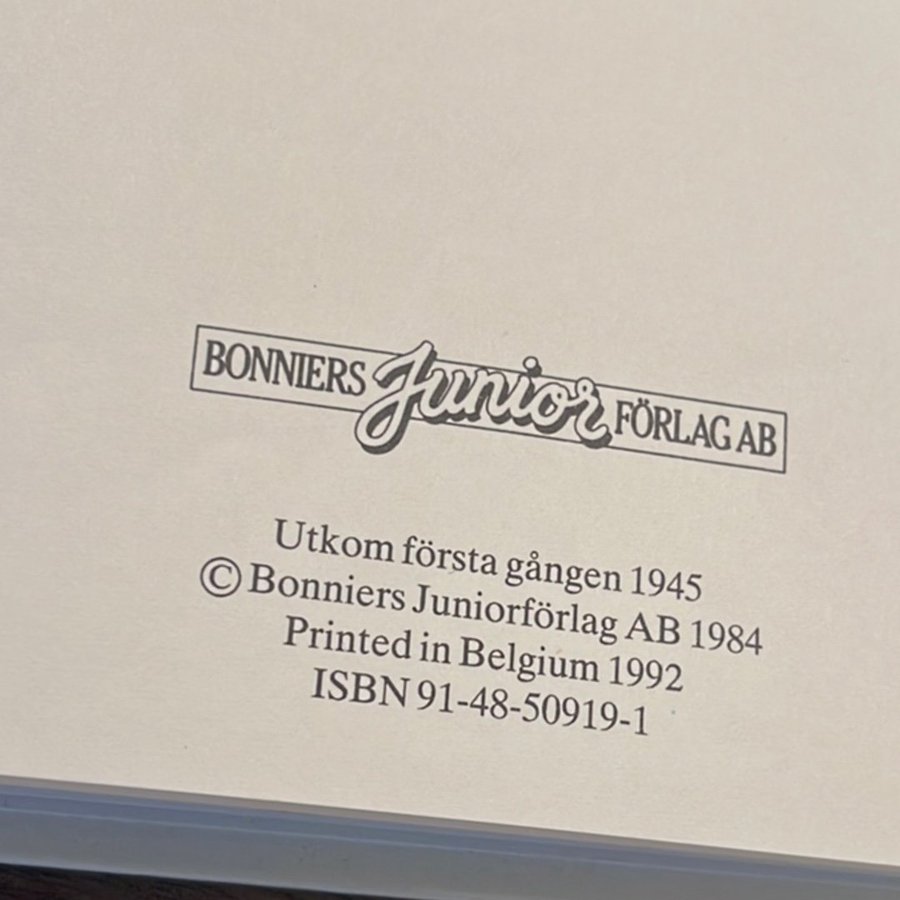 BONNIERS Junior FÖRLAG AB
Utkom första gången 1945
© Bonniers Juniorförlag AB 1984
Printed in Belgium 1992
ISBN 91-48-50919-1